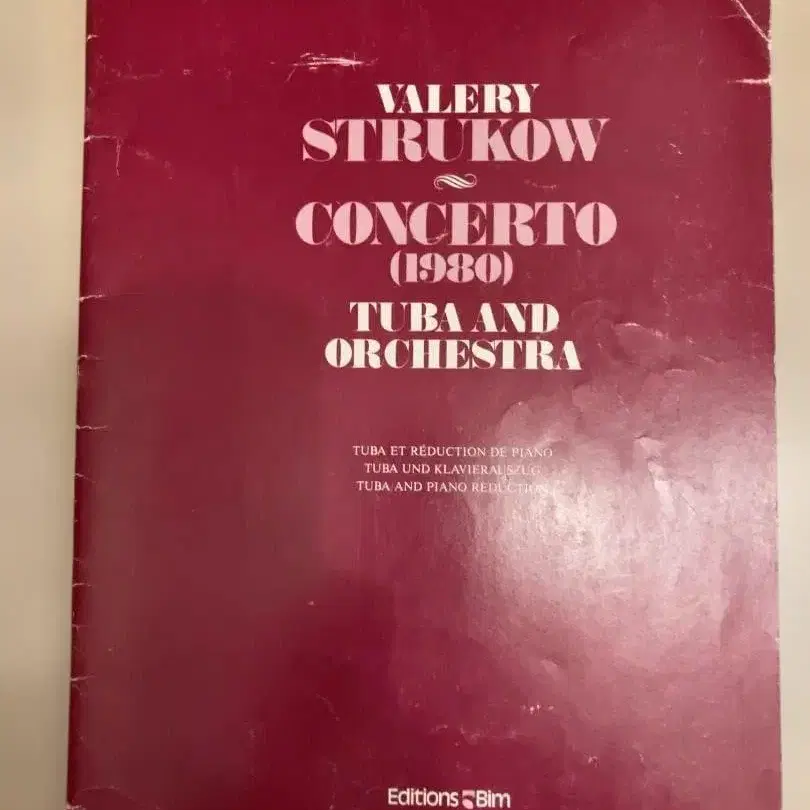 VALERY
STRUKOW
CONCERTO
(1980)
TUBA AND
ORCHESTRA
TUBA ET RÉDUCTION DE PIANO
TUBA UND KLAVIERAUSZUG
TUBA AND PIANO REDUCTION
Editions Bim